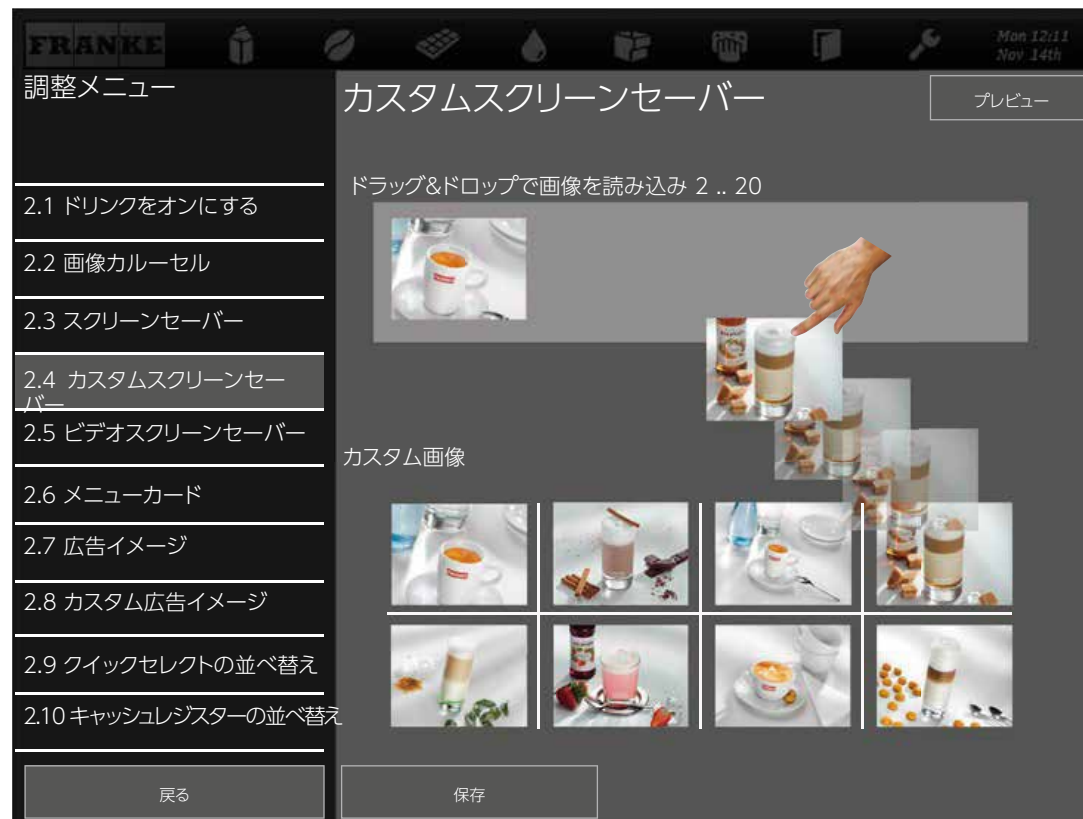 FRANKE
Mon 12:11
Nov 14th
調整メニュー
2.1 ドリンクをオンにする
2.2 画像カルーセル
2.3 スクリーンセーバー
2.4 カスタムスクリーンセー
バー
2.5 ビデオスクリーンセーバー
2.6 メニューカード
2.7 広告イメージ
2.8 カスタム広告イメージ
2.9 クイックセレクトの並べ替え
2.10 キャッシュレジスターの並べ替え
戻る
カスタムスクリーンセーバー
プレビュー
ドラッグ&ドロップで画像を読み込み 2 .. 20
カスタム画像
保存